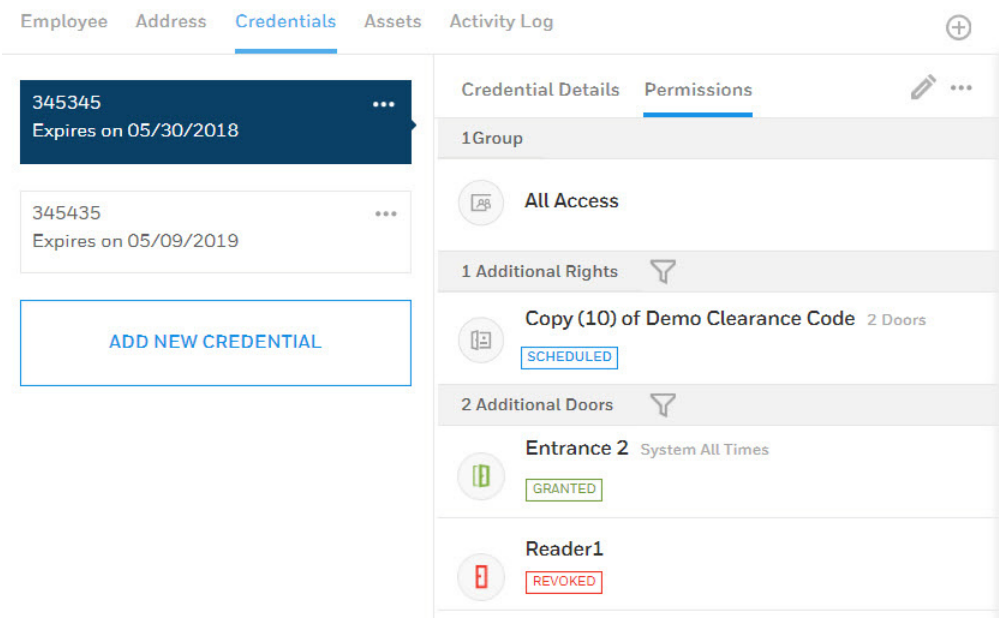 Employee Address Credentials Assets Activity Log
345345
Expires on 05/30/2018
345435
Expires on 05/09/2019
ADD NEW CREDENTIAL
Credential Details Permissions
1Group
All Access
1 Additional Rights
Copy (10) of Demo Clearance Code 2 Doors
SCHEDULED
2 Additional Doors
Entrance 2 System All Times
GRANTED
Reader1
REVOKED